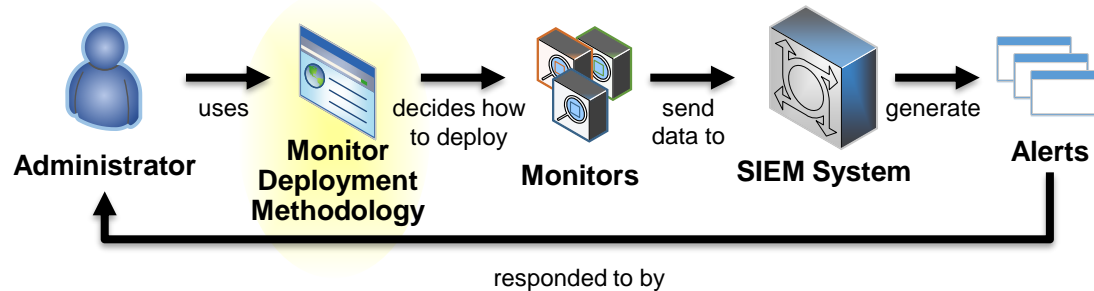 uses
decides how
to deploy
send
data to
generate
Administrator
Monitor
Deployment
Methodology
Monitors
SIEM System
Alerts
responded to by